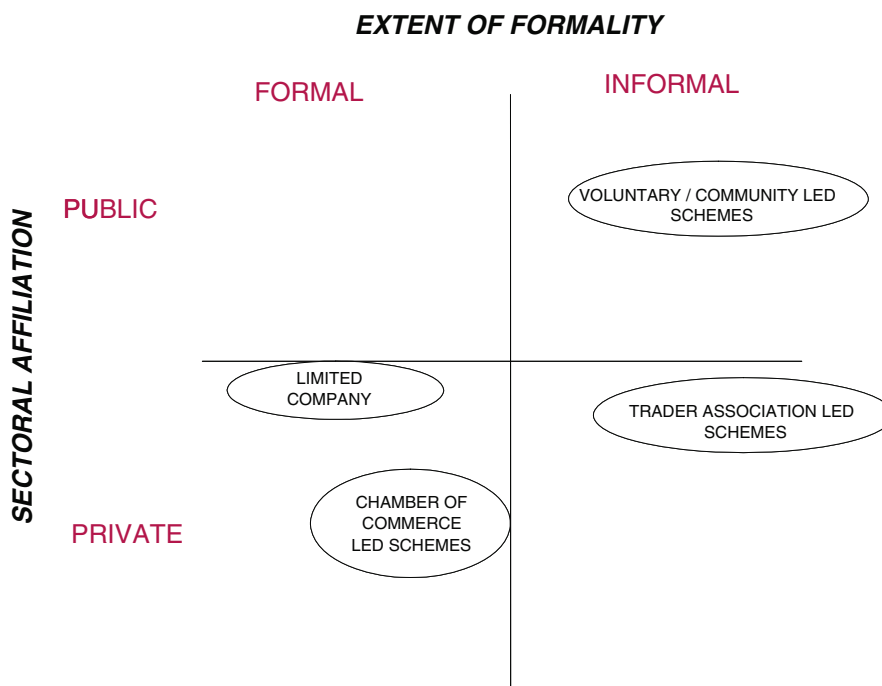 EXTENT OF FORMALITY
FORMAL
INFORMAL
SECTORAL AFFILIATION
PUBLIC
VOLUNTARY / COMMUNITY LED
SCHEMES
LIMITED
COMPANY
TRADER ASSOCIATION LED
SCHEMES
PRIVATE
CHAMBER OF
COMMERCE
LED SCHEMES